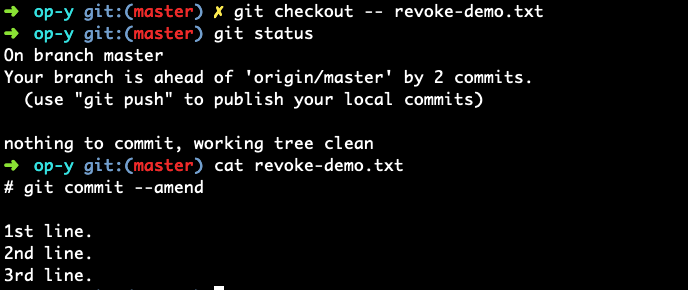 ➜ op-y git:(master) ✗ git checkout -- revoke-demo.txt
➜ op-y git:(master) git status
On branch master
Your branch is ahead of 'origin/master' by 2 commits.
  (use "git push" to publish your local commits)

nothing to commit, working tree clean
➜ op-y git:(master) cat revoke-demo.txt
# git commit --amend

1st line.
2nd line.
3rd line.